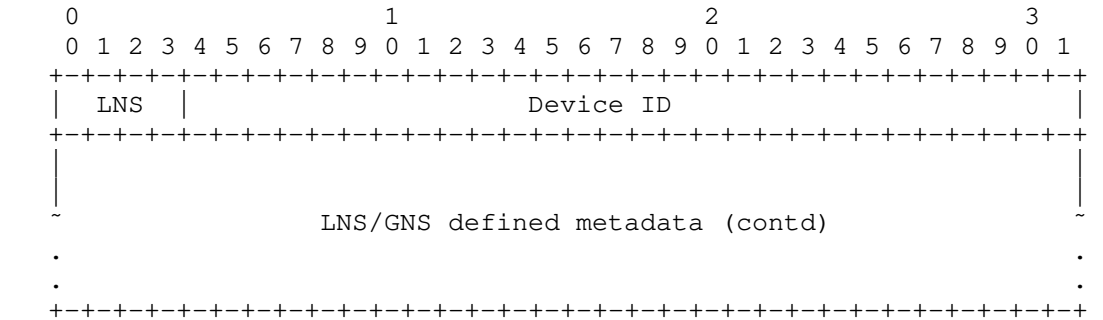 0                   1                   2                   3
 0 1 2 3 4 5 6 7 8 9 0 1 2 3 4 5 6 7 8 9 0 1 2 3 4 5 6 7 8 9 0 1
+-+-+-+-+-+-+-+-+-+-+-+-+-+-+-+-+-+-+-+-+-+-+-+-+-+-+-+-+-+-+-+-+
|  LNS  |                     Device ID                         |
+-+-+-+-+-+-+-+-+-+-+-+-+-+-+-+-+-+-+-+-+-+-+-+-+-+-+-+-+-+-+-+-+
|                                                               |
|                                                               |
~                LNS/GNS defined metadata (contd)               ~
.                                                               .
.                                                               .
+-+-+-+-+-+-+-+-+-+-+-+-+-+-+-+-+-+-+-+-+-+-+-+-+-+-+-+-+-+-+-+-+